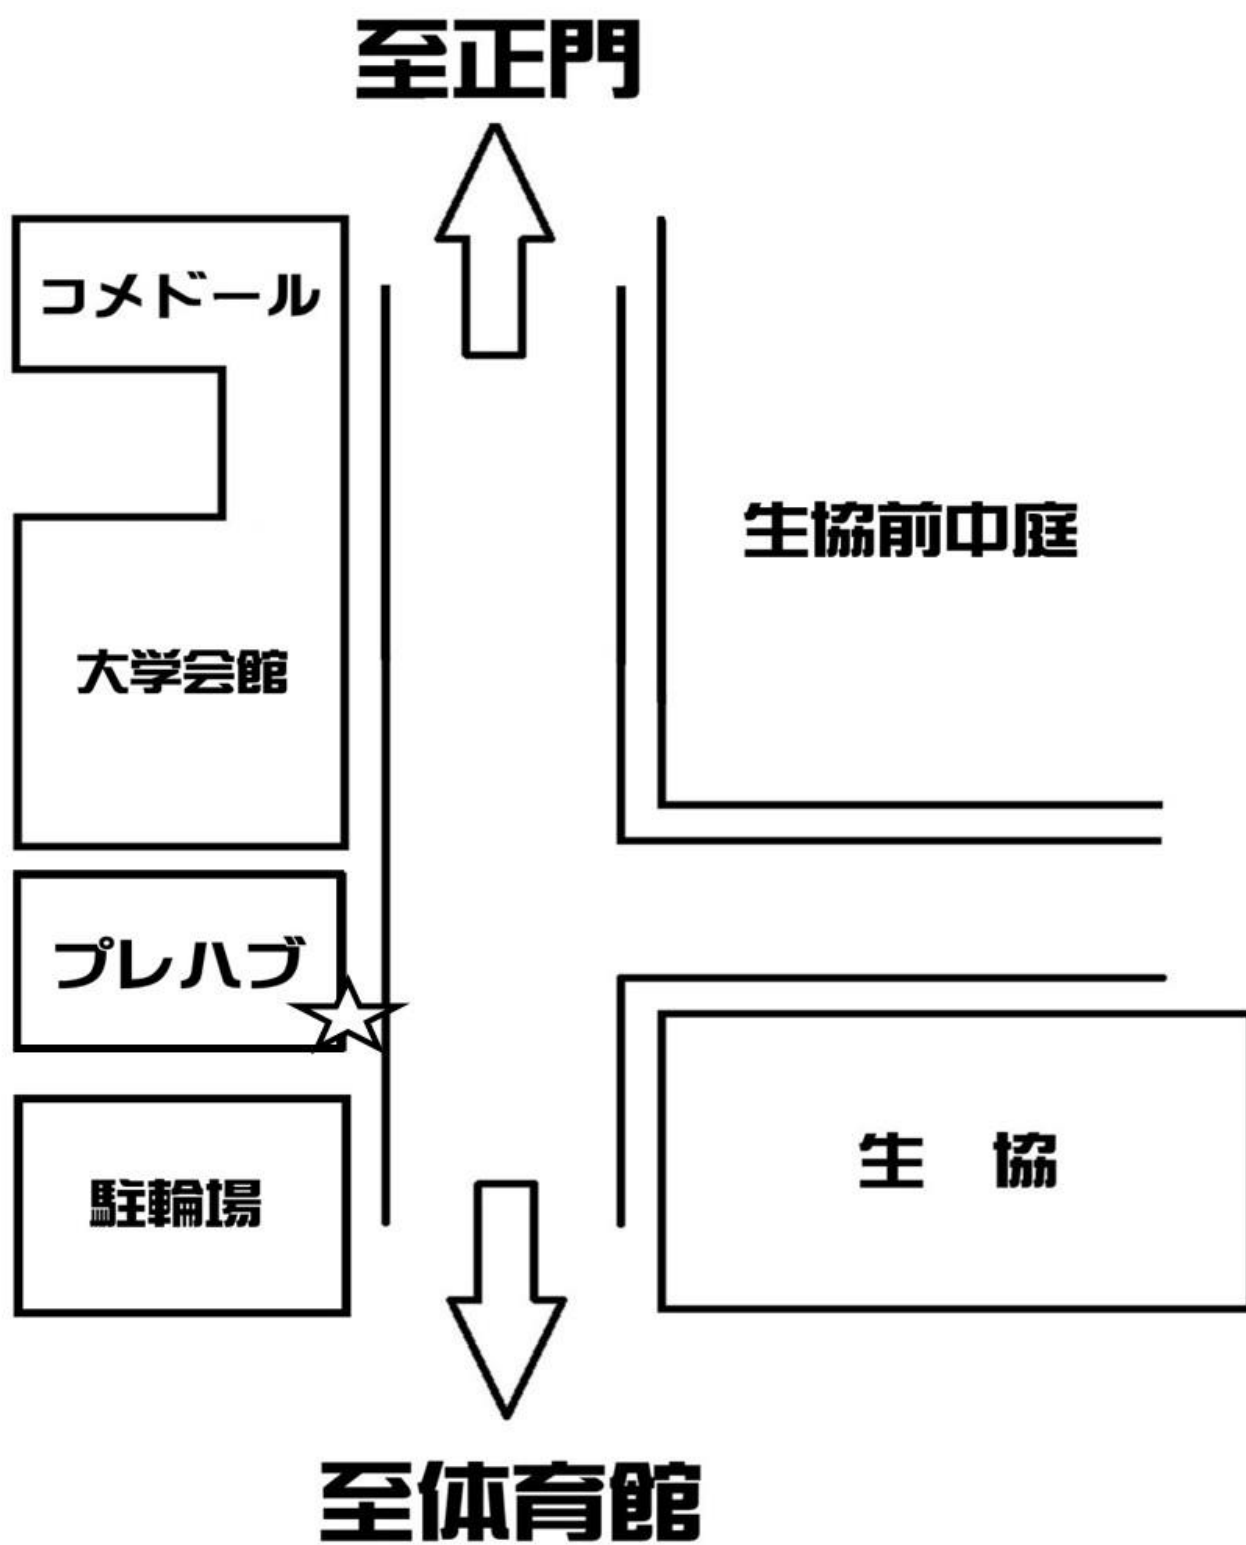 至正門
コメドール
生協前中庭
大学会館
プレハブ
生　協
駐輪場
至体育館